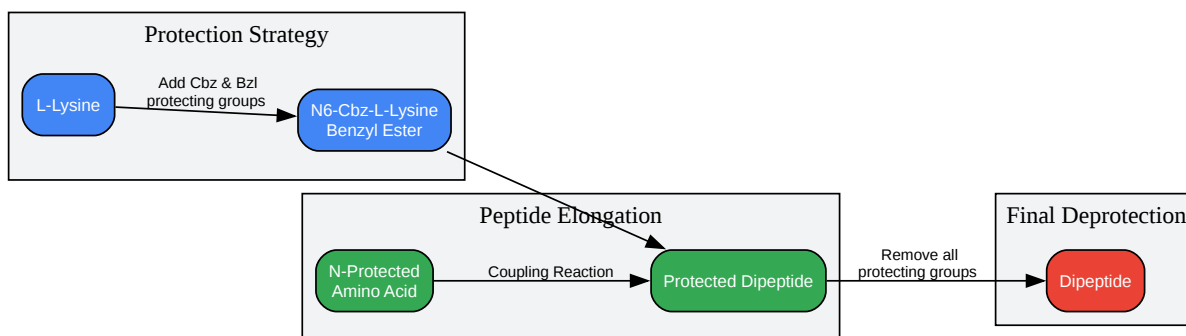 Protection Strategy
L-Lysine
Add Cbz & Bzl
protecting groups
N6-Cbz-L-Lysine
Benzyl Ester
Peptide Elongation
N-Protected
Amino Acid
Coupling Reaction
Protected Dipeptide
Remove all
protecting groups
Final Deprotection
Dipeptide